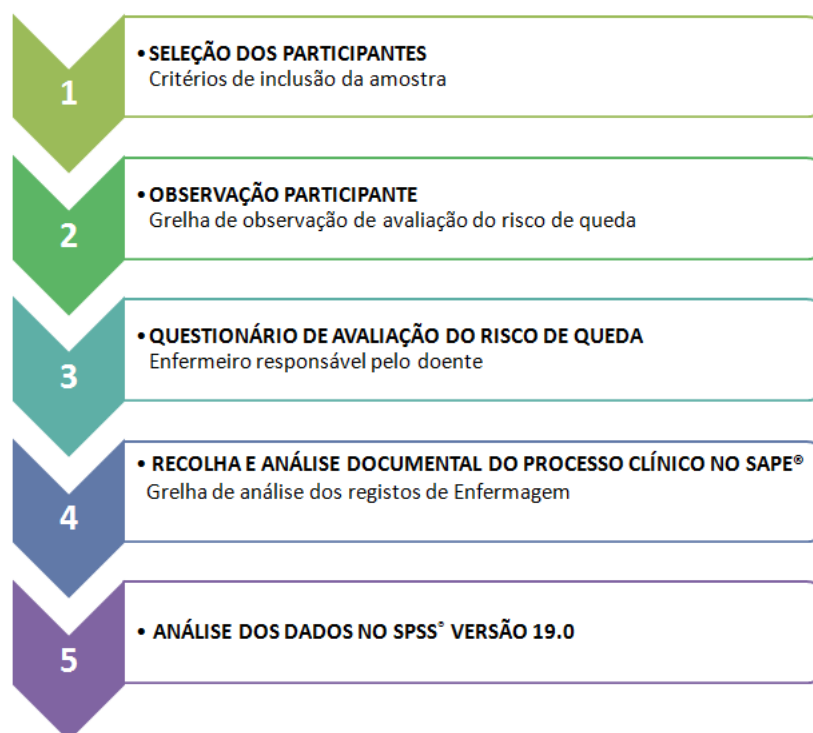 1
• SELEÇÃO DOS PARTICIPANTES
Critérios de inclusão da amostra
2
• OBSERVAÇÃO PARTICIPANTE
Grelha de observação de avaliação do risco de queda
3
• QUESTIONÁRIO DE AVALIAÇÃO DO RISCO DE QUEDA
Enfermeiro responsável pelo doente
4
• RECOLHA E ANÁLISE DOCUMENTAL DO PROCESSO CLÍNICO NO SAPE®
Grelha de análise dos registos de Enfermagem
5
• ANÁLISE DOS DADOS NO SPSS® VERSÃO 19.0